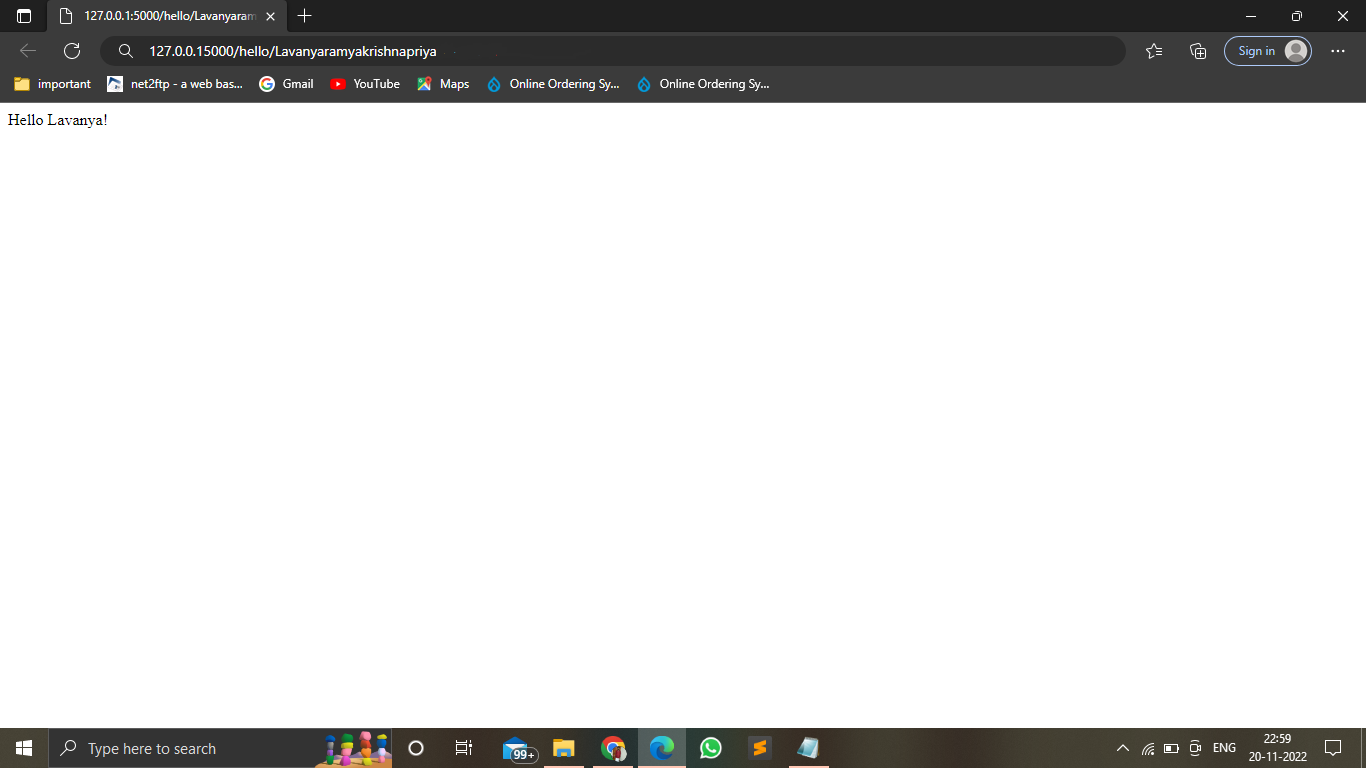 127.0.0.1:5000/hello/Lavanyaram
127.0.0.15000/hello/Lavanyaramyakrishnapriya
Sign in
important
net2ftp - a web bas...
Gmail
YouTube
Maps
Online Ordering Sy...
Online Ordering Sy...
Hello Lavanya!
Type here to search
99+
ENG
22:59
20-11-2022